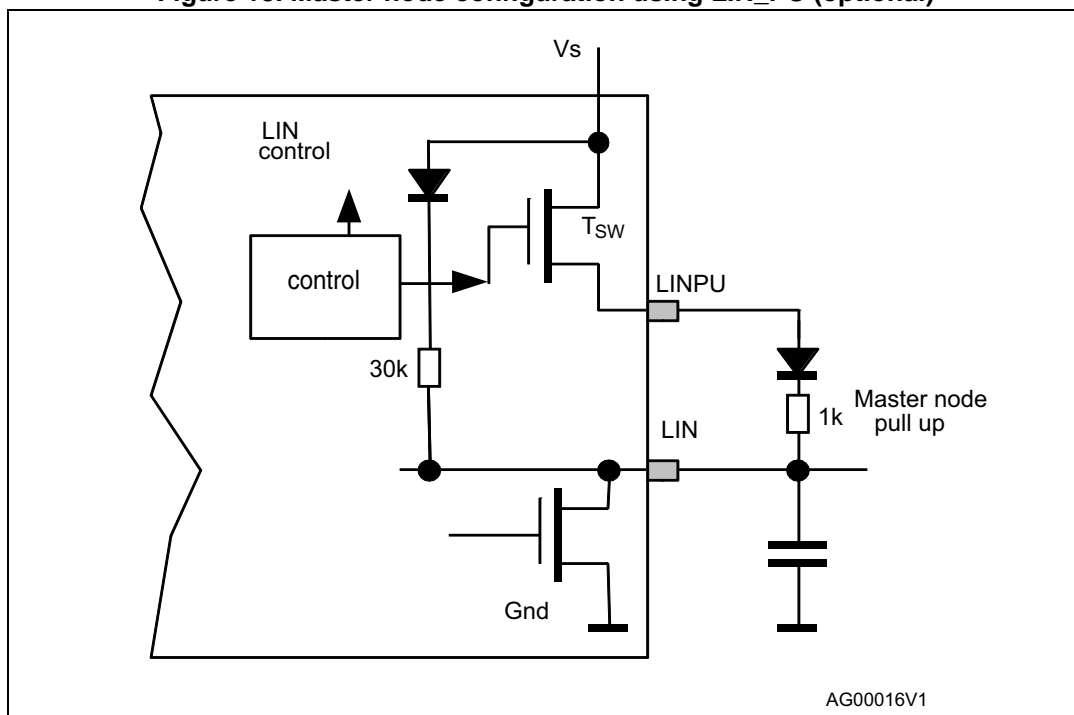 Vs
LIN
control
T_SW
control
LINPU
30k
1k
Master node
pull up
LIN
Gnd
AG00016V1